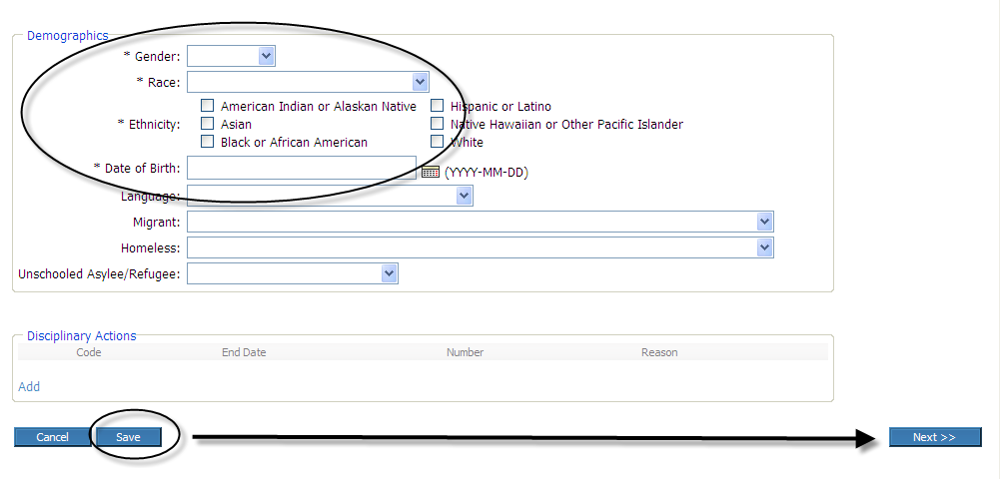 Demographics
* Gender:
* Race:
American Indian or Alaskan Native Hispanic or Latino
* Ethnicity: Asian Native Hawaiian or Other Pacific Islander
Black or African American White
* Date of Birth: (YYYY-MM-DD)
Language:
Migrant:
Homeless:
Unschooled Asylee/Refugee:
Disciplinary Actions
Code End Date Number Reason
Add
Cancel Save Next >>